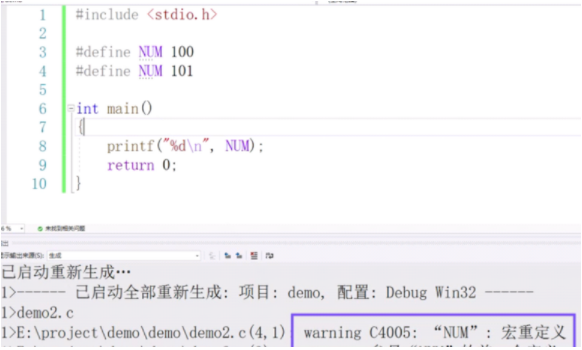 1 #include <stdio.h>
2
3 #define NUM 100
4 #define NUM 101
5
6 int main()
7 {
8 printf("%d\n", NUM);
9 return 0;
10 }
未找到相关问题
显示输出来源(S): 生成
已启动重新生成…
1>------ 已启动全部重新生成: 项目: demo, 配置: Debug Win32 ------
1>demo2.c
1>E:\project\demo\demo\demo2.c(4,1) warning C4005: “NUM”: 宏重定义